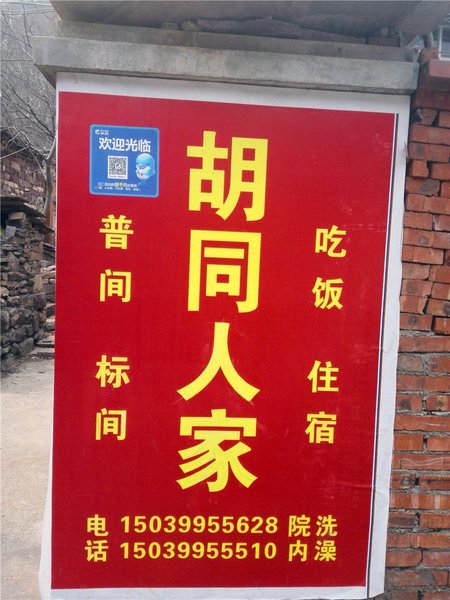 欢迎光临
胡同人家
吃饭 住宿
普间 标间
电话
15039955628
15039955510
院内
洗澡